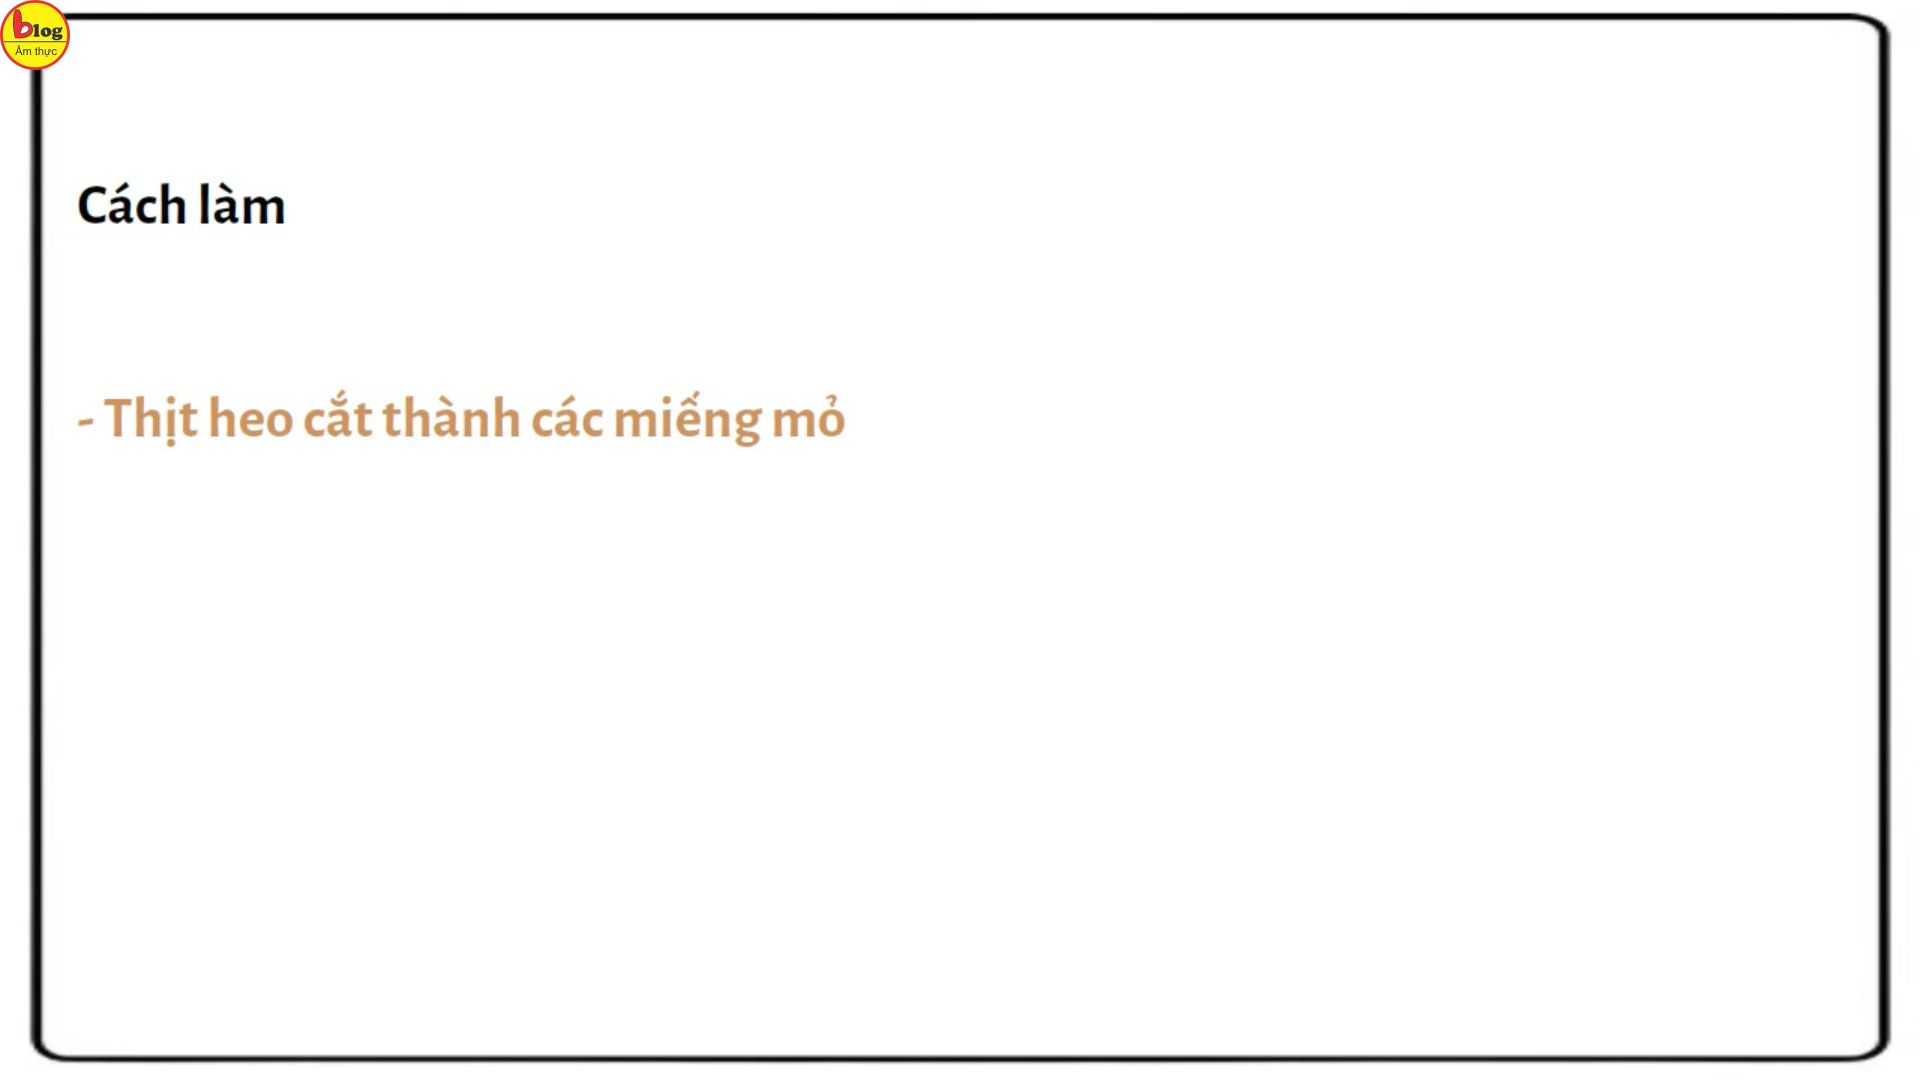 blog
Ẩm thực
Cách làm
- Thịt heo cắt thành các miếng mỏ